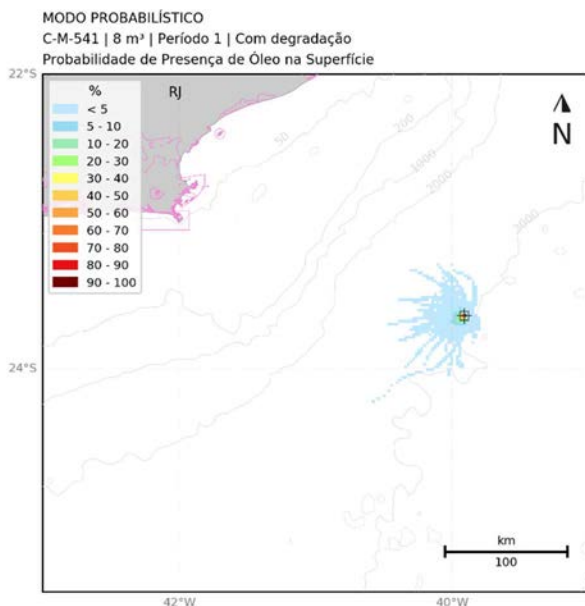 MODO PROBABILÍSTICO
C-M-541 | 8 m³ | Período 1 | Com degradação
Probabilidade de Presença de Óleo na Superfície
22°S
%
RJ
< 5
5 - 10
10 - 20
20 - 30
30 - 40
40 - 50
50 - 60
60 - 70
70 - 80
80 - 90
90 - 100
50
200
1000
2000
3000
N
24°S
km
100
42°W
40°W